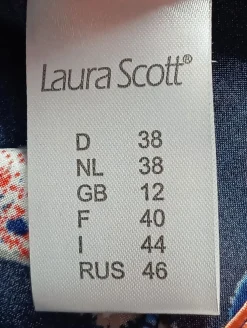 Laura Scott®
D 38
NL 38
GB 12
F 40
I 44
RUS 46